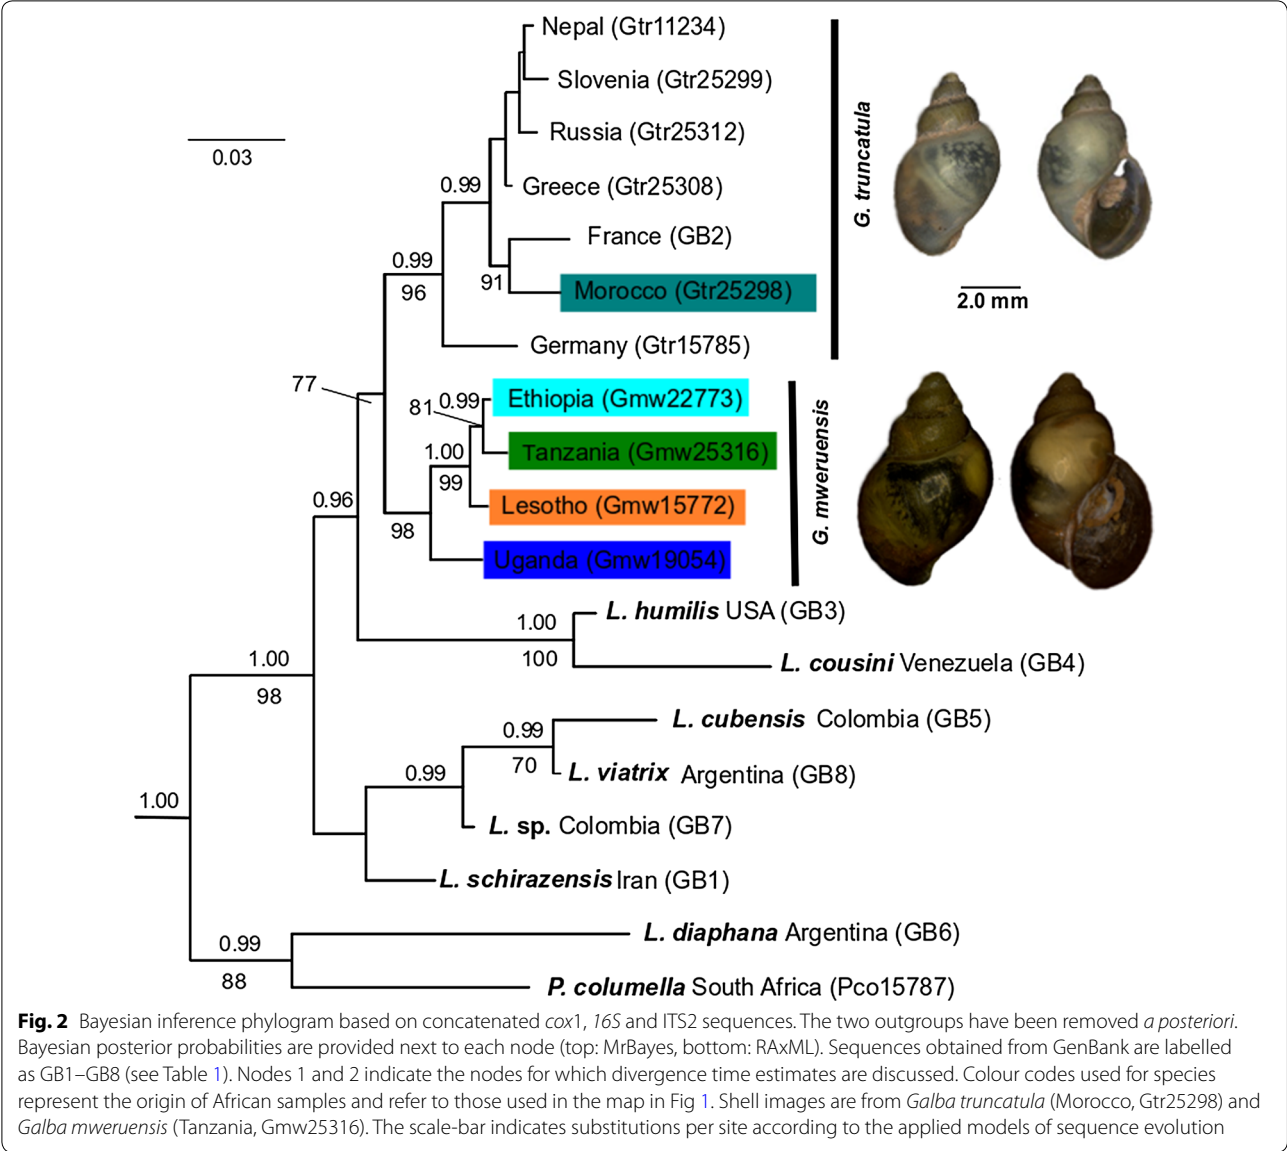 Nepal (Gtr11234)
Slovenia (Gtr25299)
Russia (Gtr25312)
0.03
0.99
Greece (Gtr25308)
G. truncatula
France (GB2)
0.99
96
91
Morocco (Gtr25298)
2.0 mm
Germany (Gtr15785)
77
81
0.99
Ethiopia (Gmw22773)
Tanzania (Gmw25316)
1.00
99
Lesotho (Gmw15772)
G. mweruensis
0.96
98
Uganda (Gmw19054)
L. humilis USA (GB3)
1.00
100
L. cousini Venezuela (GB4)
1.00
98
L. cubensis Colombia (GB5)
0.99
70
L. viatrix Argentina (GB8)
0.99
1.00
L. sp. Colombia (GB7)
L. schirazensis Iran (GB1)
L. diaphana Argentina (GB6)
0.99
88
P. columella South Africa (Pco15787)
Fig. 2 Bayesian inference phylogram based on concatenated cox1, 16S and ITS2 sequences. The two outgroups have been removed a posteriori.
Bayesian posterior probabilities are provided next to each node (top: MrBayes, bottom: RAxML). Sequences obtained from GenBank are labelled
as GB1–GB8 (see Table 1). Nodes 1 and 2 indicate the nodes for which divergence time estimates are discussed. Colour codes used for species
represent the origin of African samples and refer to those used in the map in Fig 1. Shell images are from Galba truncatula (Morocco, Gtr25298) and
Galba mweruensis (Tanzania, Gmw25316). The scale-bar indicates substitutions per site according to the applied models of sequence evolution